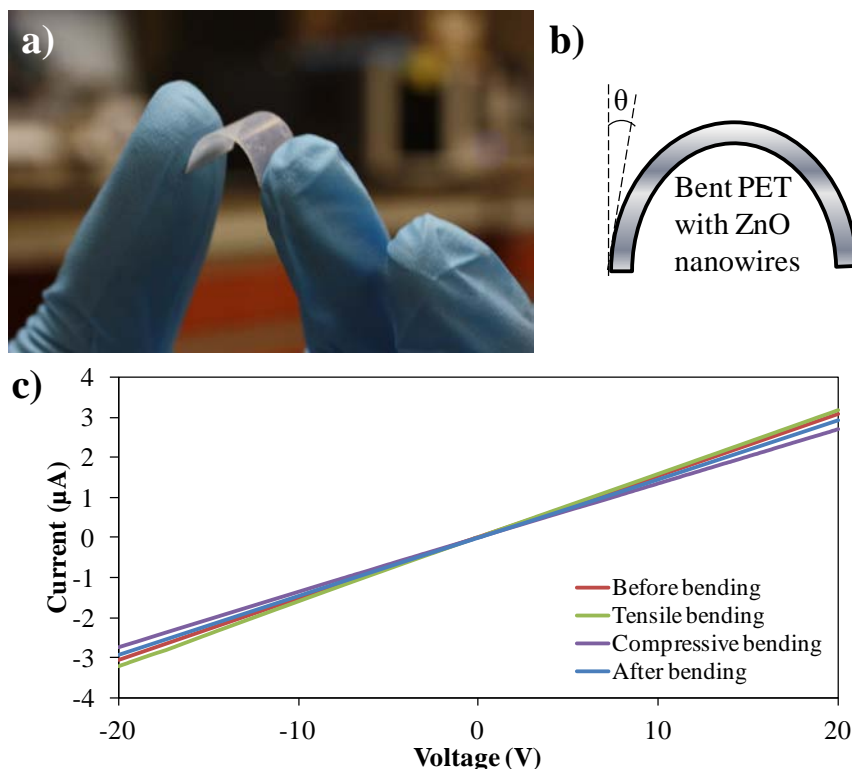 a)
b)
θ
Bent PET
with ZnO
nanowires
c)
4
3
2
1
0
-1
-2
-3
-4
Current (µA)
Before bending
Tensile bending
Compressive bending
After bending
-20
-10
0
10
20
Voltage (V)